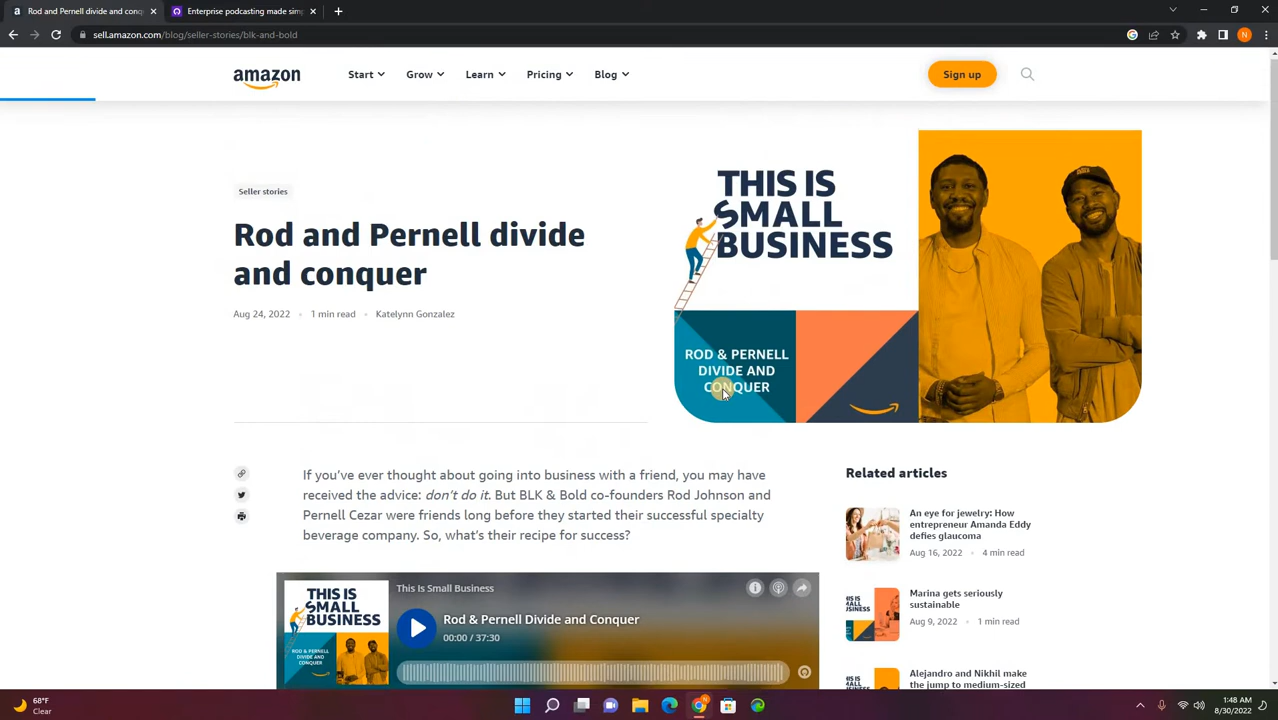 Rod and Pernell divide and conq
Enterprise email marketing simp
sell.amazon.com/blog/seller-stories/blk-and-bold
N
amazon
Start
Grow
Learn
Pricing
Blog
Sign up
Seller stories
Rod and Pernell divide
and conquer
Aug 24, 2022 • 1 min read • Katelynn Gonzalez
THIS IS
SMALL
BUSINESS
ROD & PERNELL
DIVIDE AND
CONQUER
If you've ever thought about going into business with a friend, you may have
received the advice: don't do it. But BLK & Bold co-founders Rod Johnson and
Pernell Cezar were friends long before they started their successful specialty
beverage company. So, what's their recipe for success?
THIS IS
SMALL
BUSINESS
ROD & PERNELL
DIVIDE AND
CONQUER
This Is Small Business
Rod & Pernell Divide and Conquer
00:00 / 37:30
Related articles
An eye for jewelry: How
entrepreneur Amanda Eddy
defies glaucoma
Aug 16, 2022 • 4 min read
Marina gets seriously
sustainable
Aug 9, 2022 • 1 min read
Alejandro and Nikhil make
the jump to medium-sized
68°F
Clear
1:48 AM
8/30/2022